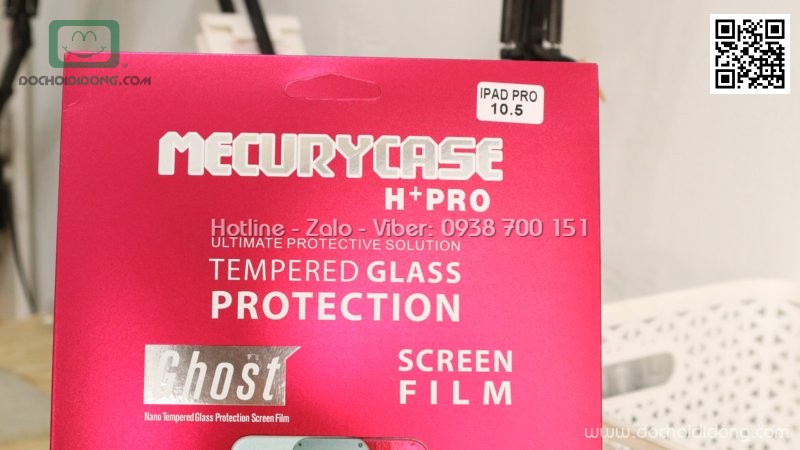 DOCHOIDIDONG.COM
IPAD PRO
10.5
MECURYCASE
H+PRO
Hotline - Zalo - Viber: 0938 700 151
ULTIMATE PROTECTIVE SOLUTION
TEMPERED GLASS
PROTECTION
Ghost
Nano Tempered Glass Protection Screen Film
SCREEN
FILM
www.dochoididong.com